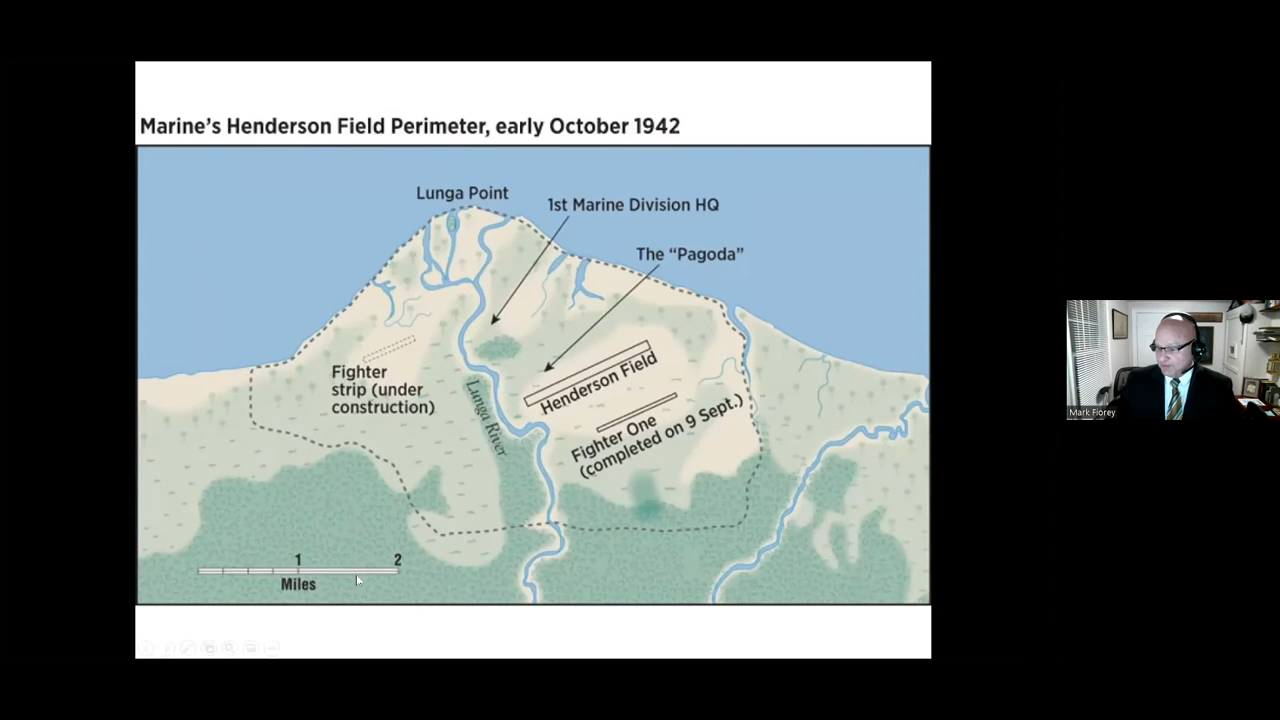 Marine's Henderson Field Perimeter, early October 1942
Lunga Point
1st Marine Division HQ
The “Pagoda”
Fighter
strip (under
construction)
Lunga River
Henderson Field
Fighter One
(completed on 9 Sept.)
1 2
Miles
Mark Fiorey